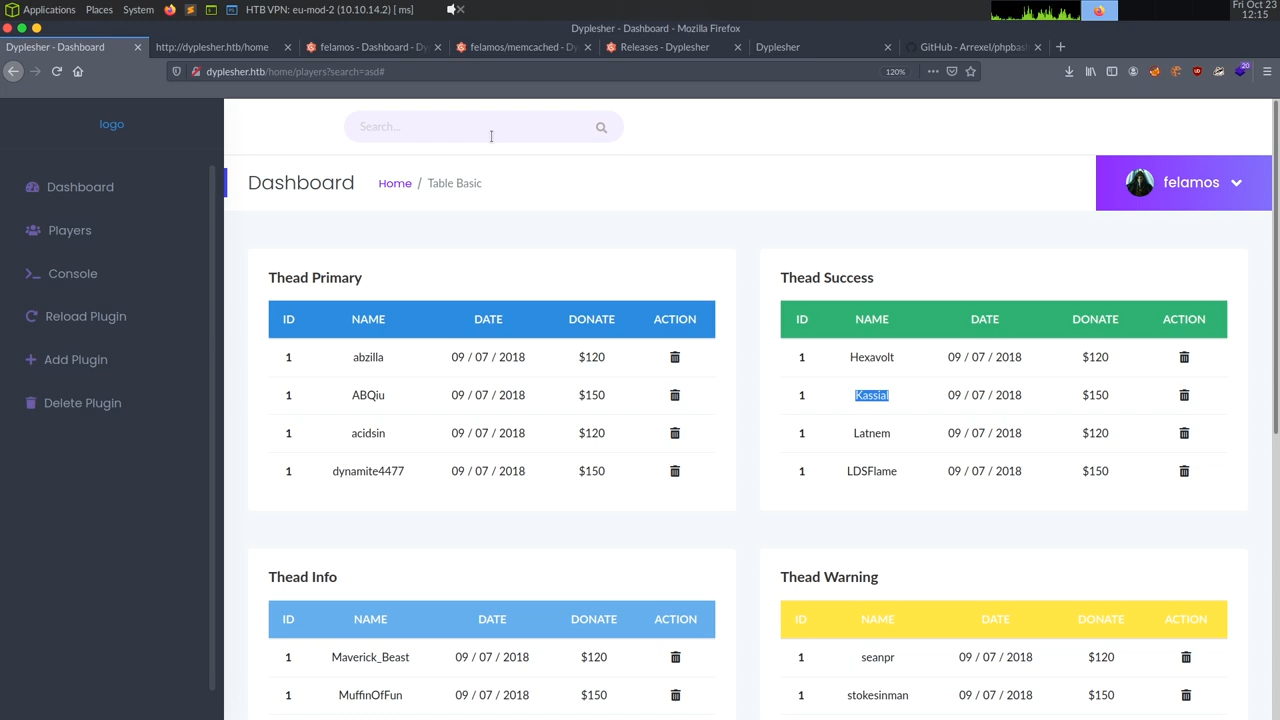 Applications Places System HTB VPN: eu-mod-2 (10.10.14.2) [ms] Fri Oct 23
12:15
Dyplesher - Dashboard - Mozilla Firefox
Dyplesher - Dashboard http://dyplesher.htb/home felamos - Dashboard - Dy felamos/memcached - Dy Releases - Dyplesher Dyplesher GitHub - Arrexel/phpbas
dyplesher.htb/home/players?search=asd# 120% 20
logo
Search...
Dashboard Home / Table Basic felamos
Dashboard
Players
Console
Reload Plugin
Add Plugin
Delete Plugin
Thead Primary
ID NAME DATE DONATE ACTION
1 abzilla 09 / 07 / 2018 $120
1 ABQiu 09 / 07 / 2018 $150
1 acidsin 09 / 07 / 2018 $120
1 dynamite4477 09 / 07 / 2018 $150
Thead Success
ID NAME DATE DONATE ACTION
1 Hexavolt 09 / 07 / 2018 $120
1 Kassial 09 / 07 / 2018 $150
1 Latnem 09 / 07 / 2018 $120
1 LDSFlame 09 / 07 / 2018 $150
Thead Info
ID NAME DATE DONATE ACTION
1 Maverick_Beast 09 / 07 / 2018 $120
1 MuffinOfFun 09 / 07 / 2018 $150
Thead Warning
ID NAME DATE DONATE ACTION
1 seanpr 09 / 07 / 2018 $120
1 stokesinman 09 / 07 / 2018 $150